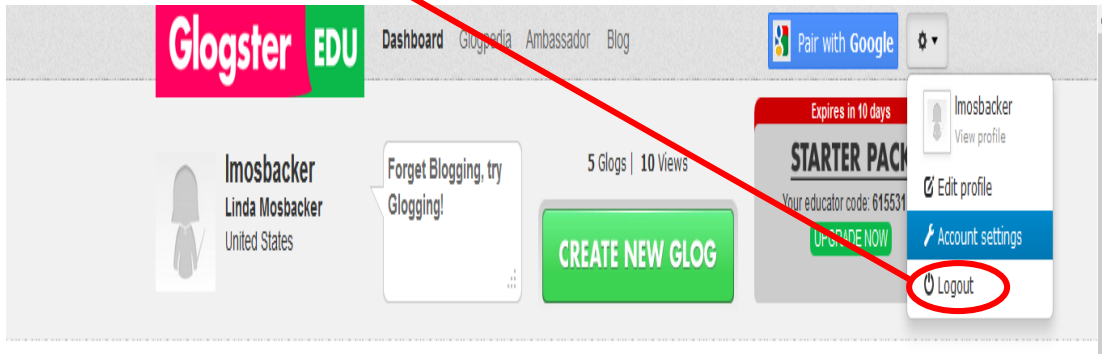 Glogster EDU
Dashboard Glogpedia Ambassador Blog
Pair with Google
lmosbacker
Linda Mosbacker
United States
Forget Blogging, try
Glogging!
5 Glogs | 10 Views
CREATE NEW GLOG
Expires in 10 days
STARTER PACK
Your educator code: 615531
UPGRADE NOW
lmosbacker
View profile
Edit profile
Account settings
Logout